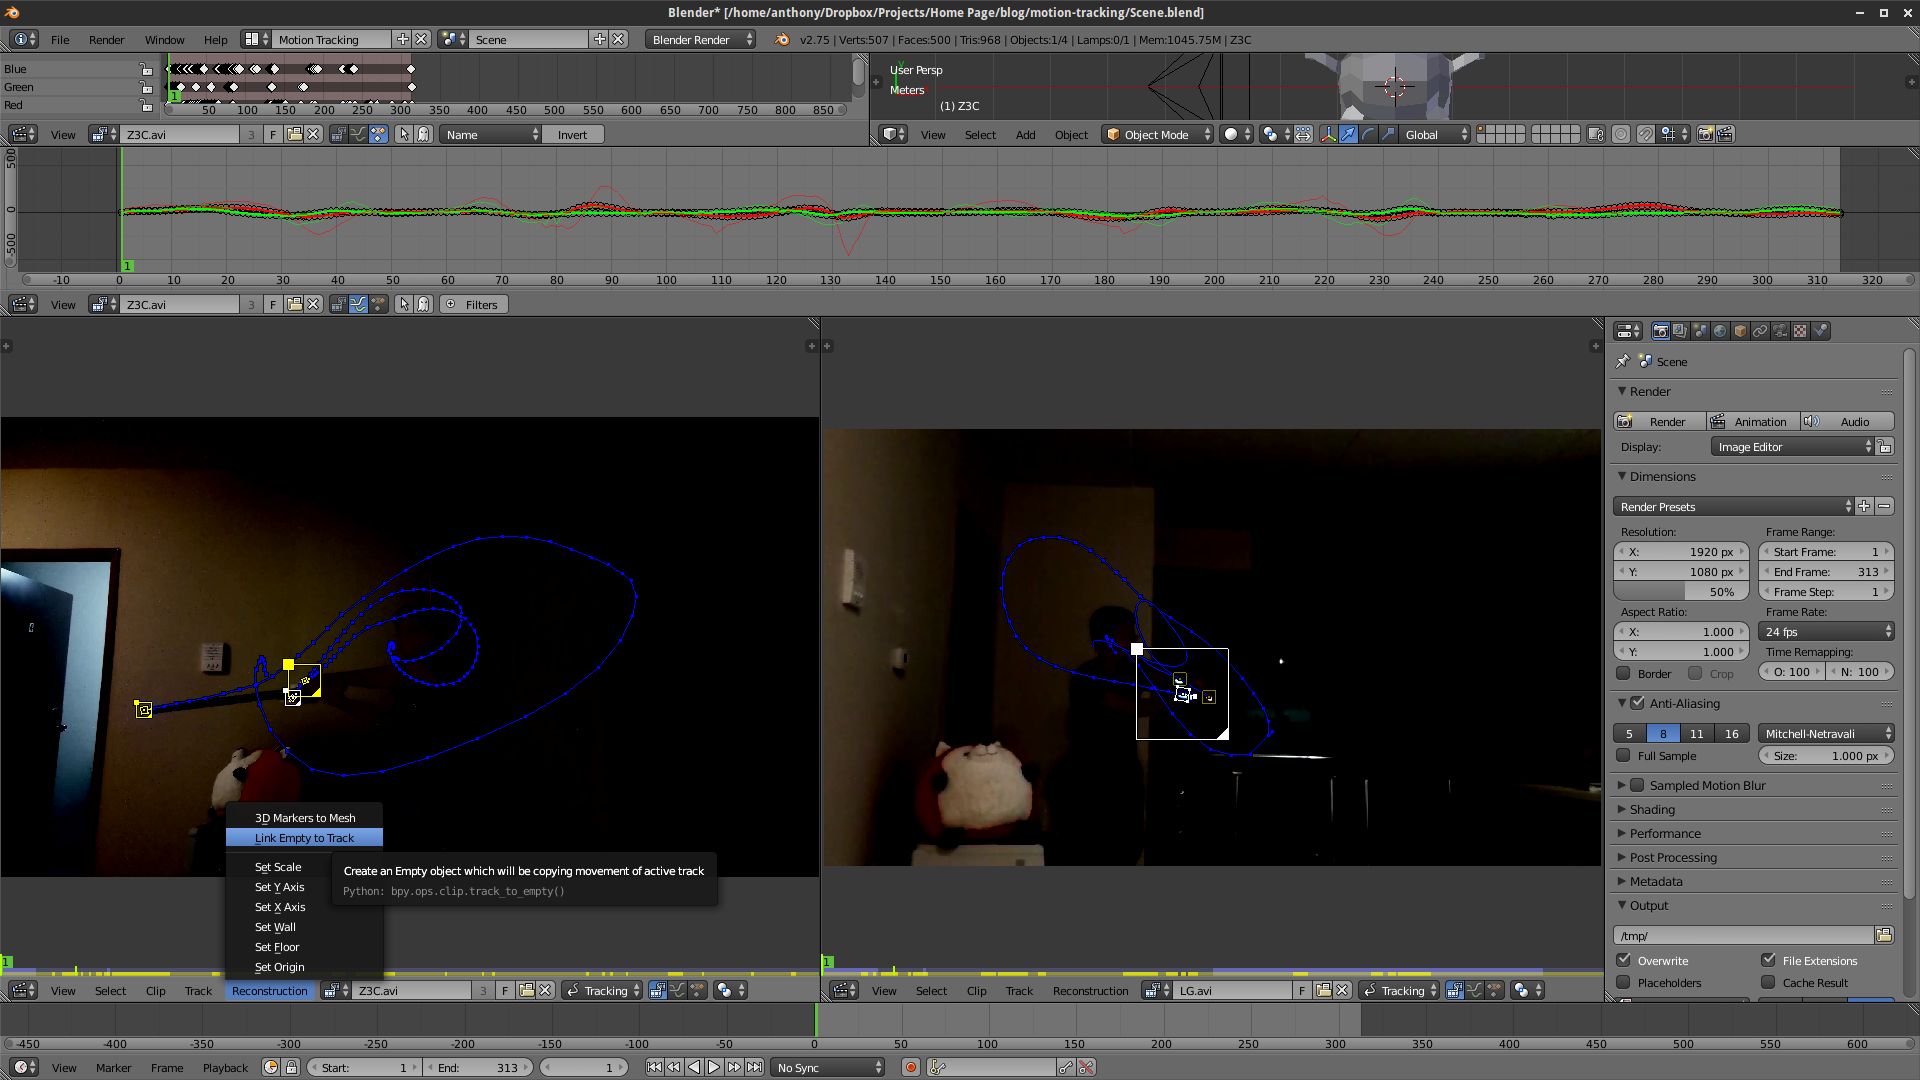 Blender* [/home/anthony/Dropbox/Projects/Home Page/blog/motion-tracking/Scene.blend]
File Render Window Help Motion Tracking Scene Blender Render v2.75 | Verts:507 | Faces:500 | Tris:968 | Objects:1/4 | Lamps:0/1 | Mem:1045.75M | Z3C
Blue
Green
Red
1
50 100 150 200 250 300 350 400 450 500 550 600 650 700 750 800 850
User Persp
Meters
(1) Z3C
View Z3C.avi 3 F Name Invert
View Select Add Object Object Mode Global
500
0
-500
1
-10 0 10 20 30 40 50 60 70 80 90 100 110 120 130 140 150 160 170 180 190 200 210 220 230 240 250 260 270 280 290 300 310 320
View Z3C.avi 3 F Filters
3D Markers to Mesh
Link Empty to Track
Set Scale
Set Y Axis
Set X Axis
Set Wall
Set Floor
Set Origin
Create an Empty object which will be copying movement of active track
Python: bpy.ops.clip.track_to_empty()
1
View Select Clip Track Reconstruction Z3C.avi 3 F Tracking
1
View Select Clip Track Reconstruction LG.avi F Tracking
Scene
Render
Render Animation Audio
Display: Image Editor
Dimensions
Render Presets
Resolution: Frame Range:
X: 1920 px Start Frame: 1
Y: 1080 px End Frame: 313
50% Frame Step: 1
Aspect Ratio: Frame Rate:
X: 1.000 24 fps
Y: 1.000 Time Remapping:
Border Crop O: 100 N: 100
Anti-Aliasing
5 8 11 16 Mitchell-Netravali
Full Sample Size: 1.000 px
Sampled Motion Blur
Shading
Performance
Post Processing
Metadata
Output
/tmp/
Overwrite File Extensions
Placeholders Cache Result
-450 -400 -350 -300 -250 -200 -150 -100 -50 0 50 100 150 200 250 300 350 400 450 500 550 600
View Marker Frame Playback Start: 1 End: 313 1 No Sync